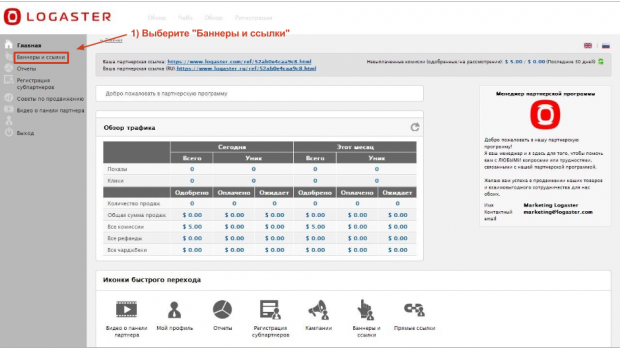 LOGASTER
1) Выберите "Баннеры и ссылки"
Главная
Баннеры и ссылки
Отчеты
Регистрация
субпартнеров
Советы по продвижению
Видео о панели партнера
Выход
Ваша партнерская ссылка: https://www.logaster.com/ref/52ab0e4caa9c8.html
Ваша партнерская ссылка (RU): https://www.logaster.ru/ref/52ab0e4caa9c8.html
Невыплаченные комиссии (одобренные на рассмотрении): $ 5.00 / $ 0.00 (Последние 30 дней)
Добро пожаловать в партнерскую программу
Обзор трафика
Сегодня Этот месяц
Всего Уник Всего Уник
Показы 0 0 0 0
Клики 0 0 0 0
Одобрено Оплачено Ожидает Одобрено Оплачено Ожидает
Количество продаж 0 0 0 0 0 0
Общая сумма продаж $ 0.00 $ 0.00 $ 0.00 $ 0.00 $ 0.00 $ 0.00
Все комиссии $ 5.00 $ 0.00 $ 0.00 $ 5.00 $ 0.00 $ 0.00
Все рефанды $ 0.00 $ 0.00 $ 0.00 $ 0.00 $ 0.00 $ 0.00
Все чарджбеки $ 0.00 $ 0.00 $ 0.00 $ 0.00 $ 0.00 $ 0.00
Менеджер партнерской программы
Добро пожаловать в нашу партнерскую
программу!
Я ваш менеджер и я здесь для того, чтобы помочь
вам с ЛЮБЫМИ вопросами или трудностями,
связанными с нашей партнерской программой.
Желаю вам успеха в продвижении наших товаров
и взаимовыгодного сотрудничества для нас
обоих.
Имя Marketing Logaster
Контактный marketing@logaster.com
email
Иконки быстрого перехода
Видео о панели
партнера
Мой профиль
Отчеты
Регистрация
субпартнеров
Кампании
Баннеры и
ссылки
Прямые ссылки